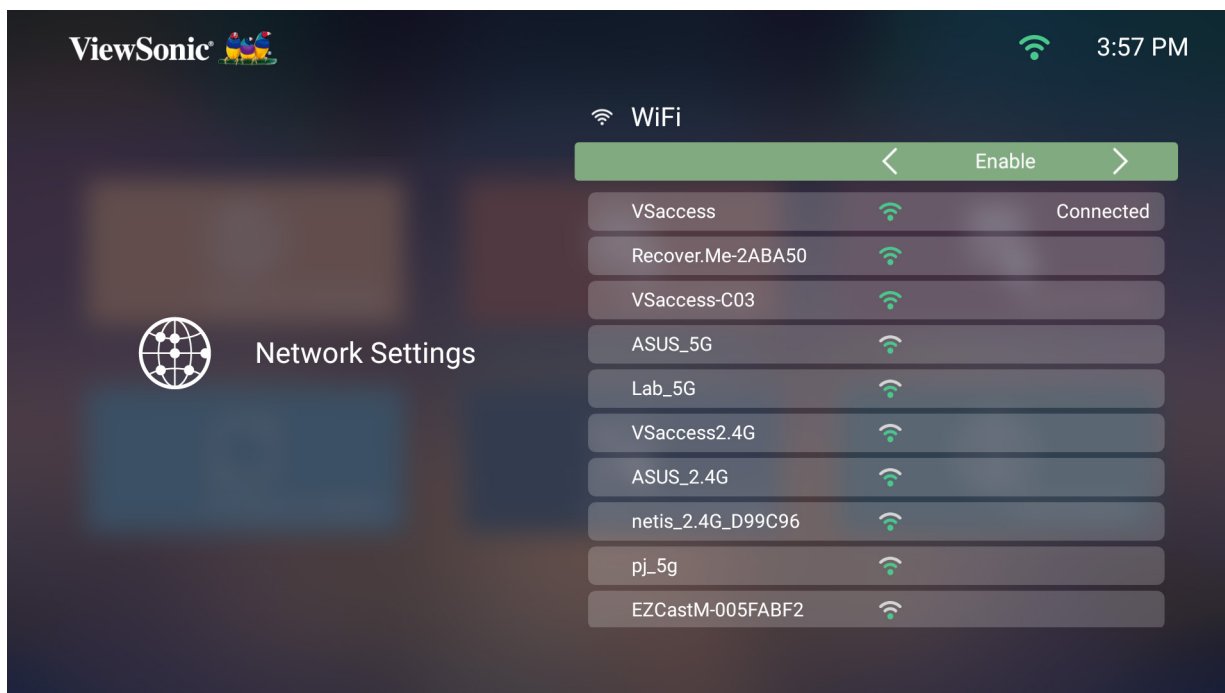 ViewSonic
3:57 PM
WiFi
Enable
VSaccess Connected
Recover.Me-2ABA50
VSaccess-C03
ASUS_5G
Network Settings
Lab_5G
VSaccess2.4G
ASUS_2.4G
netis_2.4G_D99C96
pj_5g
EZCastM-005FABF2